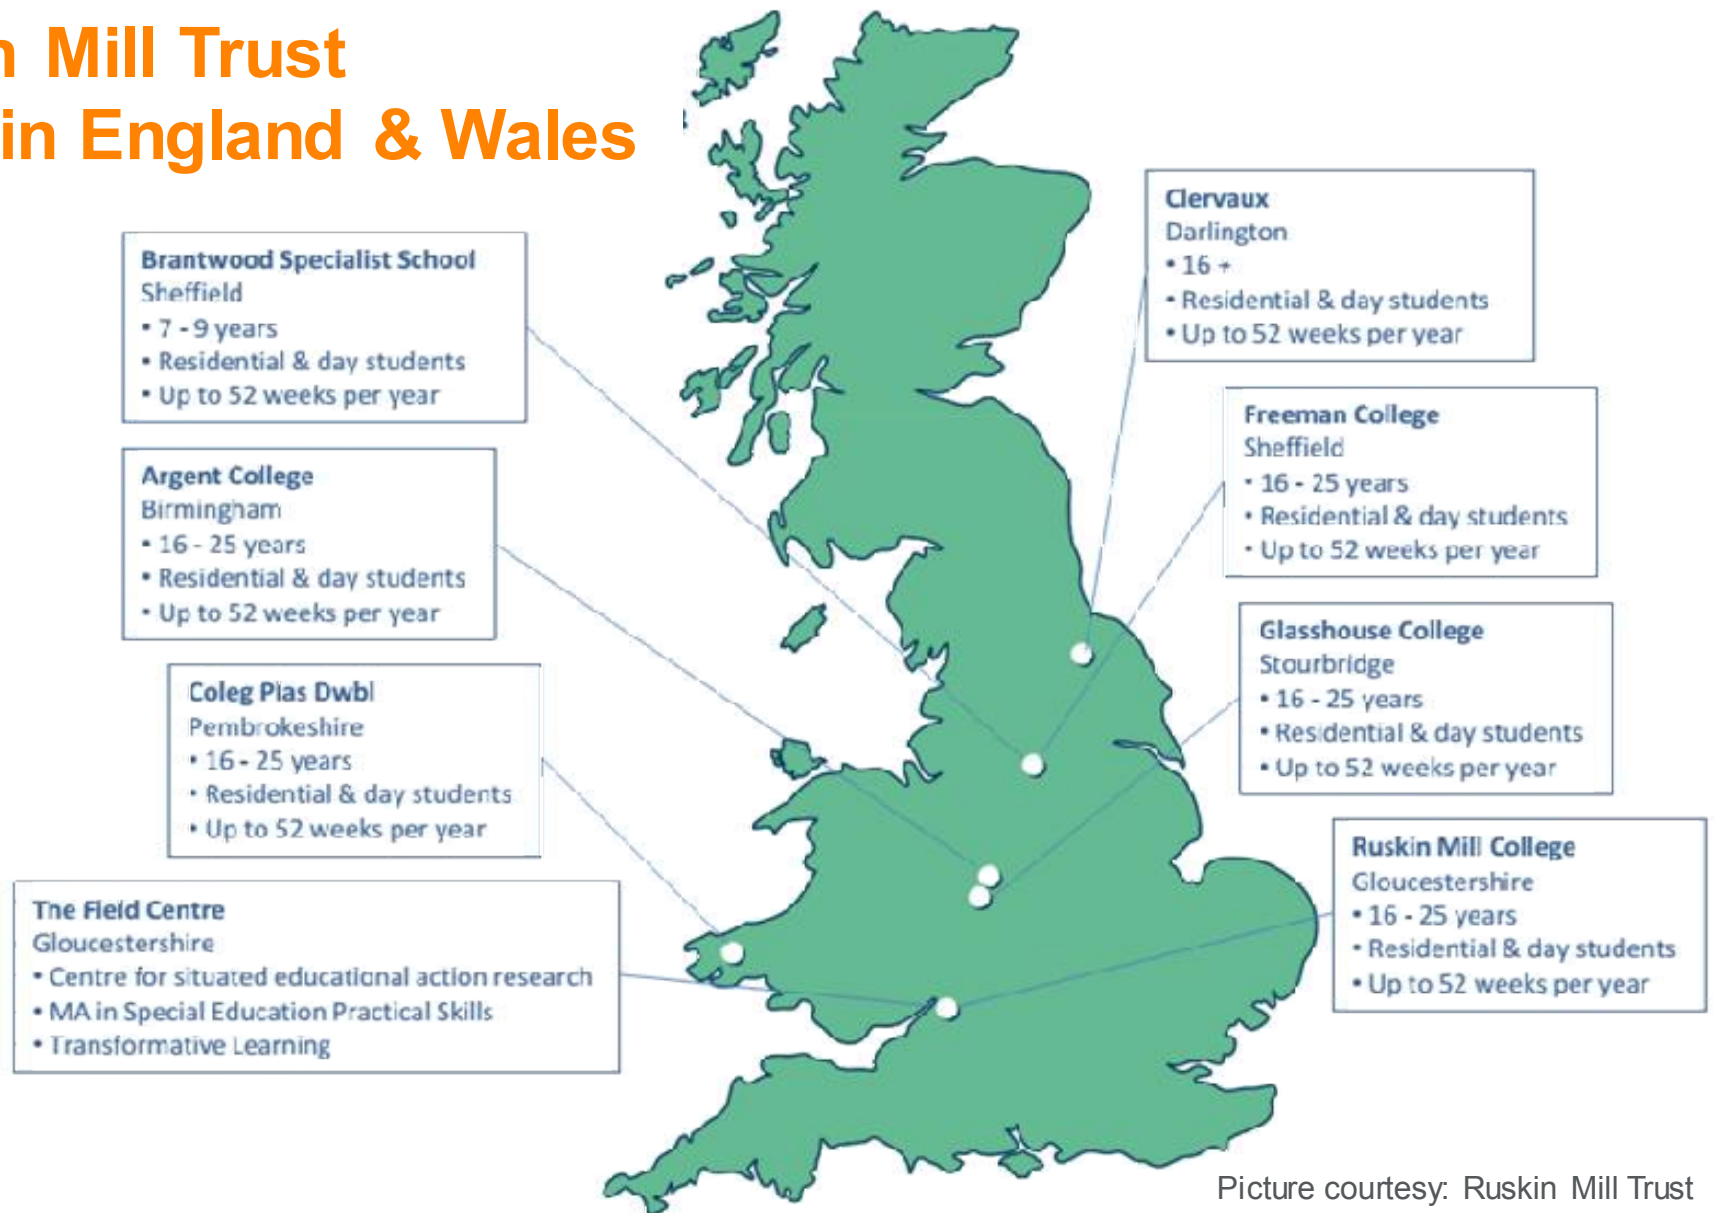 n Mill Trust
in England & Wales
Brantwood Specialist School
Sheffield
• 7 - 9 years
• Residential & day students
• Up to 52 weeks per year
Argent College
Birmingham
• 16 - 25 years
• Residential & day students
• Up to 52 weeks per year
Coleg Plas Dwbl
Pembrokeshire
• 16 - 25 years
• Residential & day students
• Up to 52 weeks per year
The Field Centre
Gloucestershire
• Centre for situated educational action research
• MA in Special Education Practical Skills
• Transformative Learning
Clervaux
Darlington
• 16 +
• Residential & day students
• Up to 52 weeks per year
Freeman College
Sheffield
• 16 - 25 years
• Residential & day students
• Up to 52 weeks per year
Glasshouse College
Stourbridge
• 16 - 25 years
• Residential & day students
• Up to 52 weeks per year
Ruskin Mill College
Gloucestershire
• 16 - 25 years
• Residential & day students
• Up to 52 weeks per year
Picture courtesy: Ruskin Mill Trust